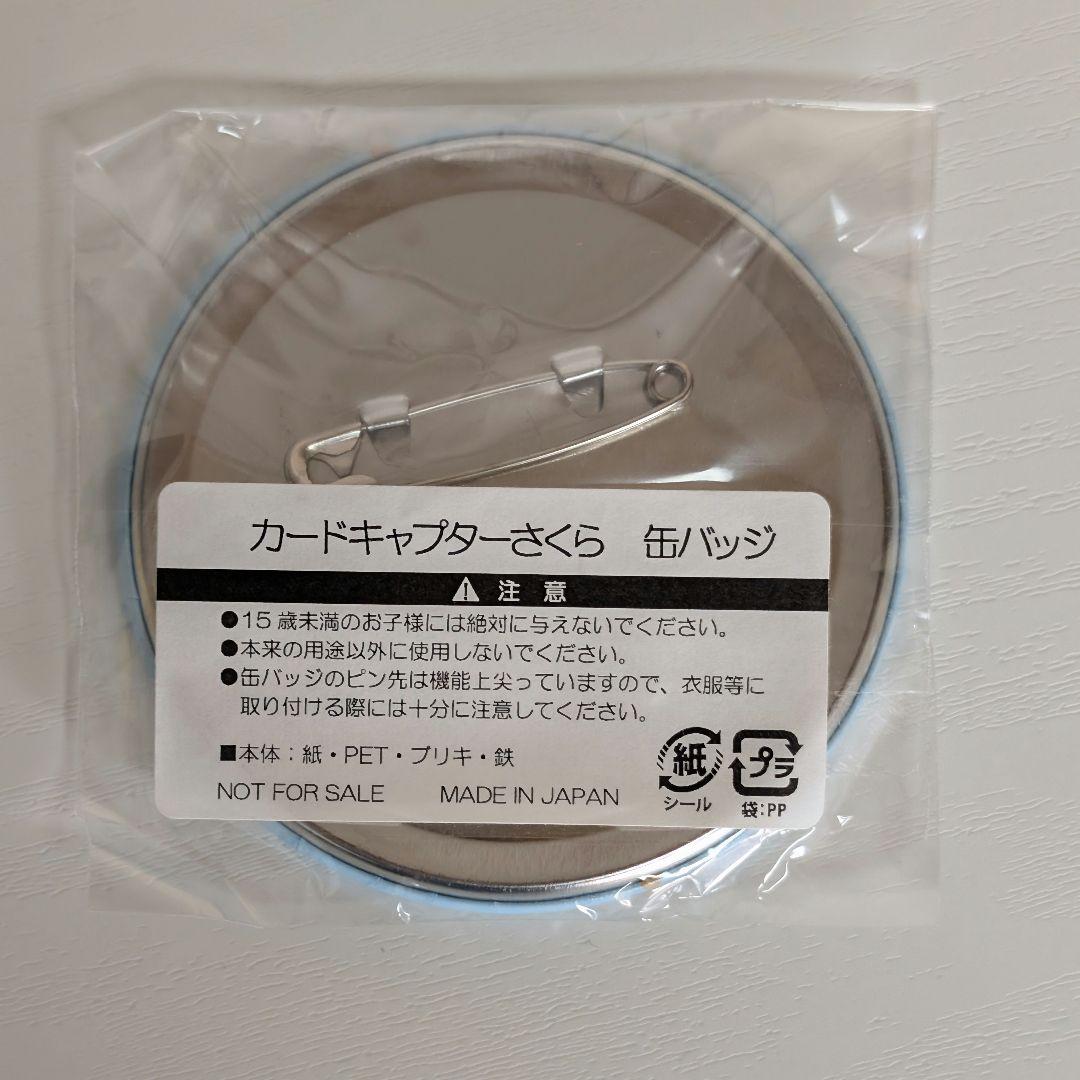 カードキャプターさくら　缶バッジ
⚠ 注 意
●15歳未満のお子様には絶対に与えないでください。
●本来の用途以外に使用しないでください。
●缶バッジのピン先は機能上尖っていますので、衣服等に
取り付ける際には十分に注意してください。
■本体：紙・PET・ブリキ・鉄
NOT FOR SALE　MADE IN JAPAN
紙
シール
プラ
袋:PP